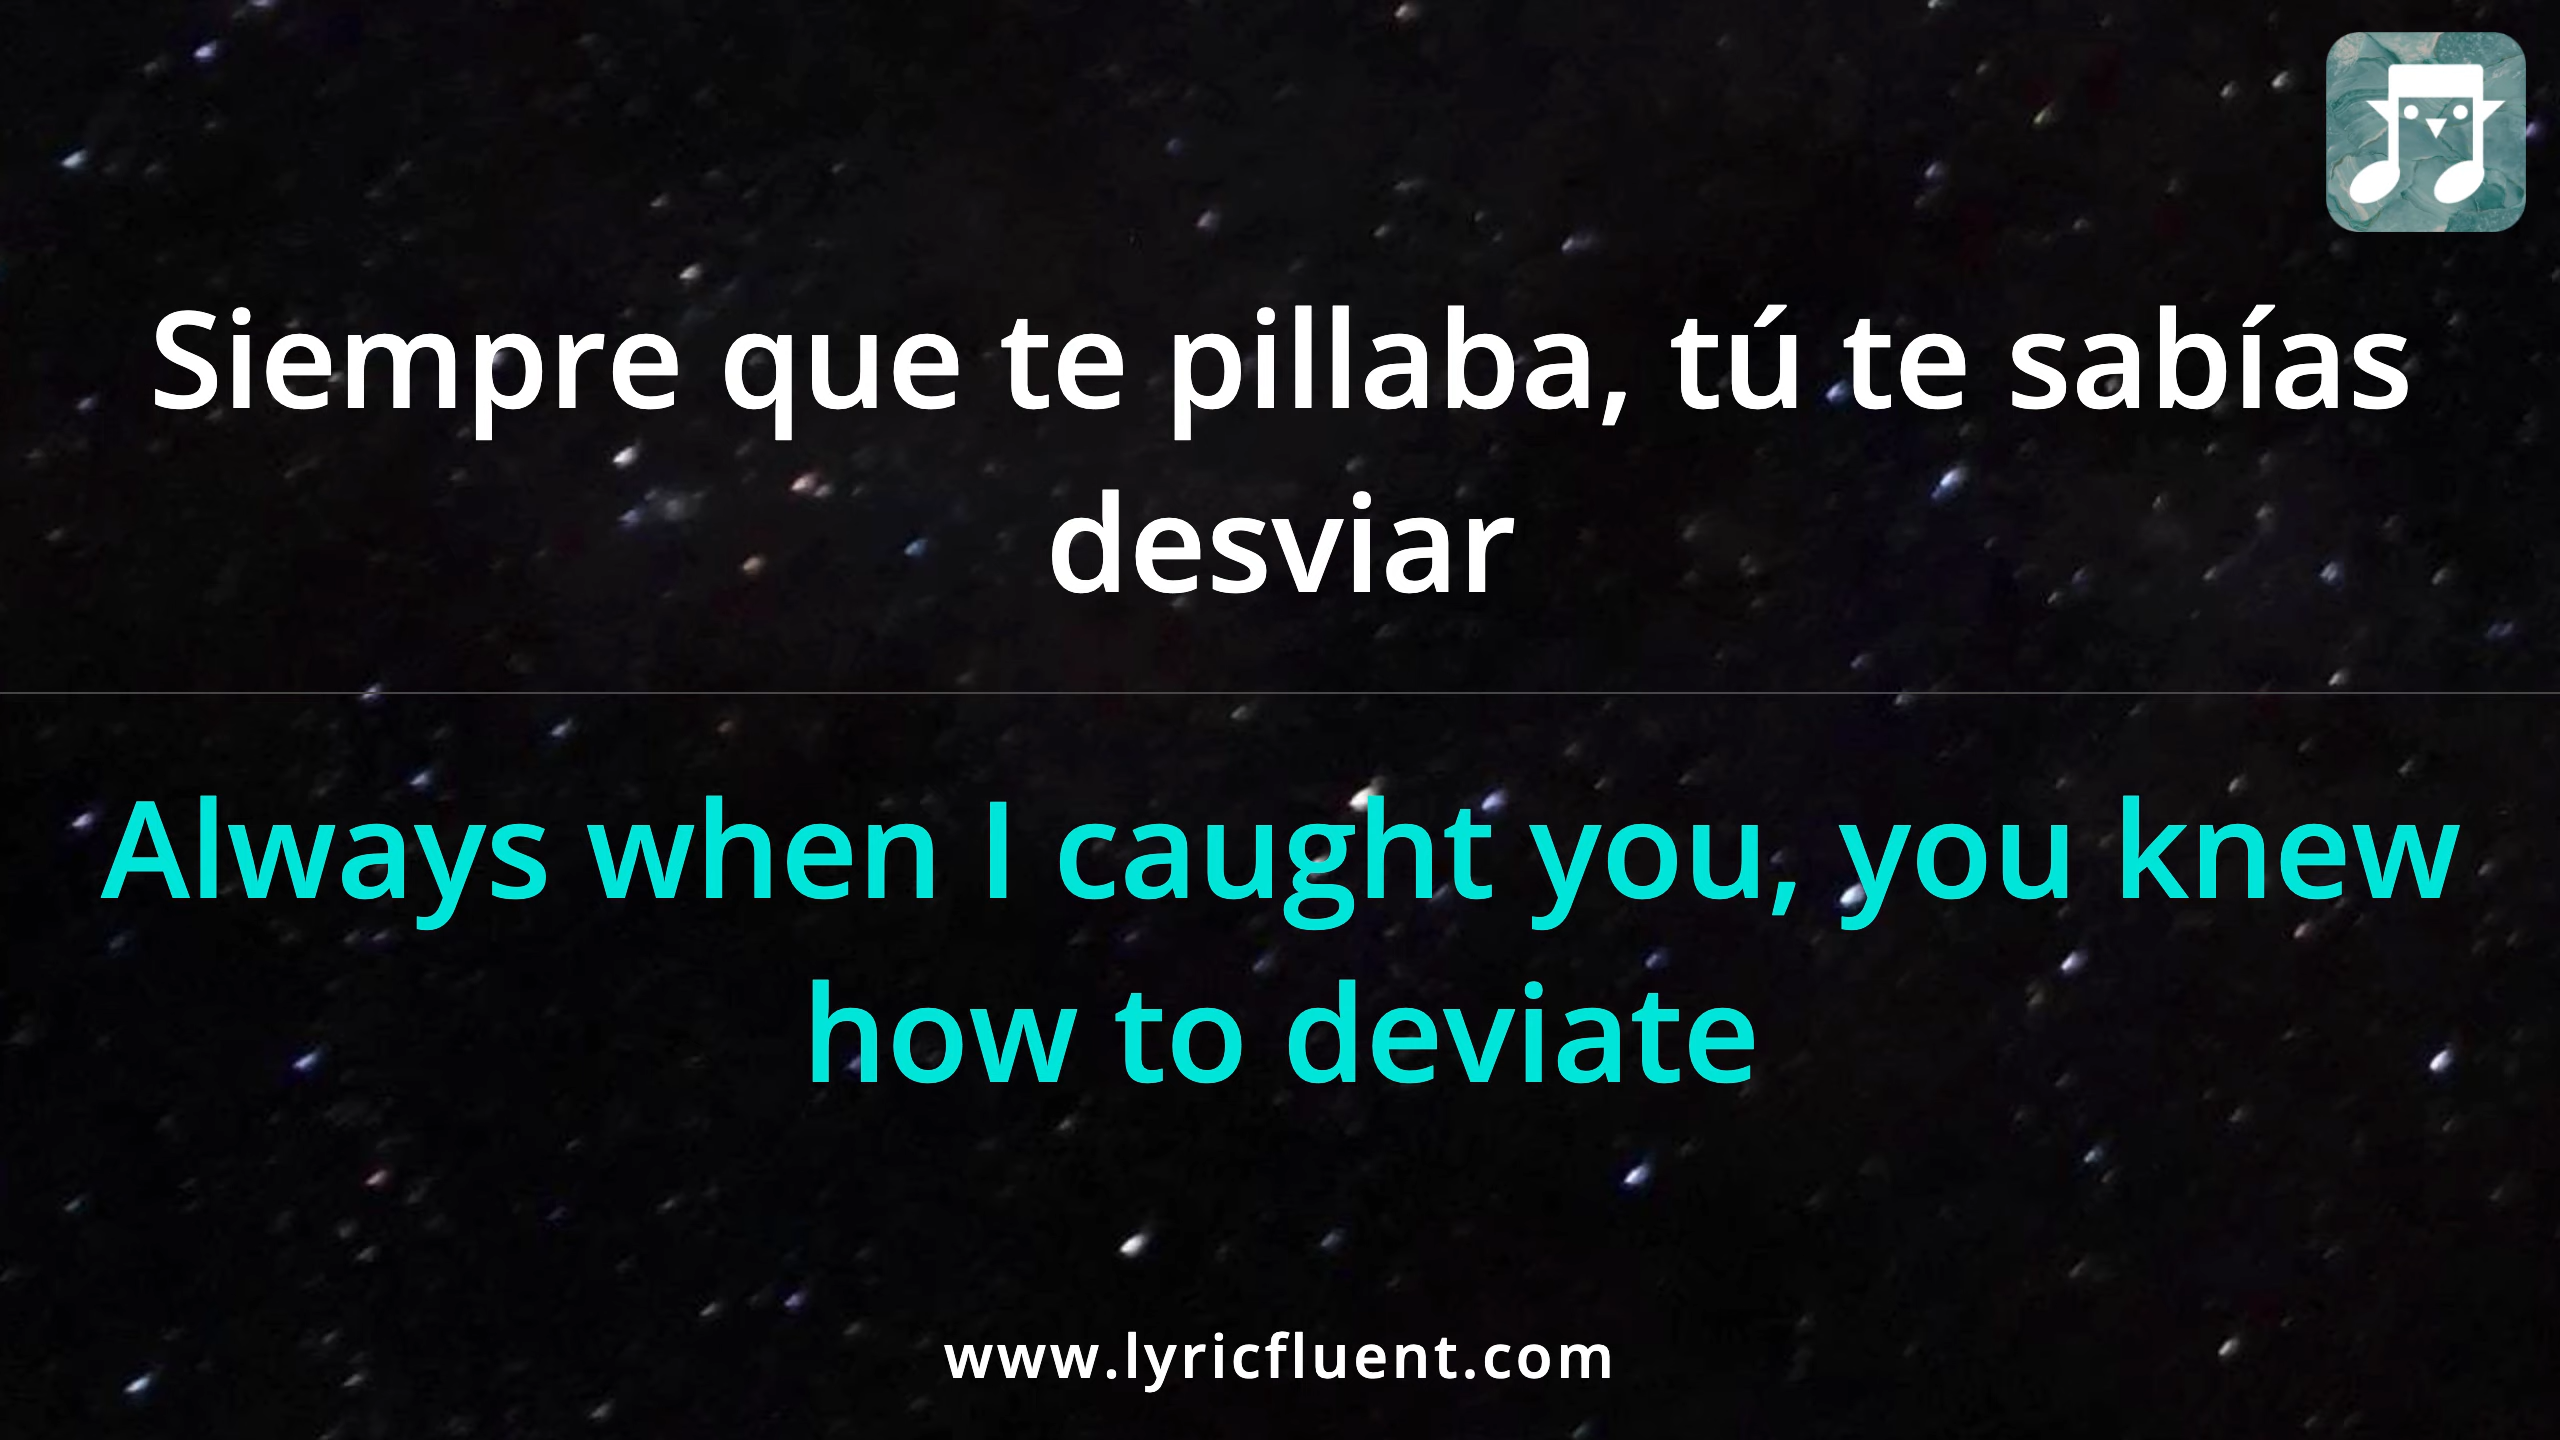 Siempre que te pillaba, tú te sabías
desviar
Always when I caught you, you knew
how to deviate
www.lyricfluent.com